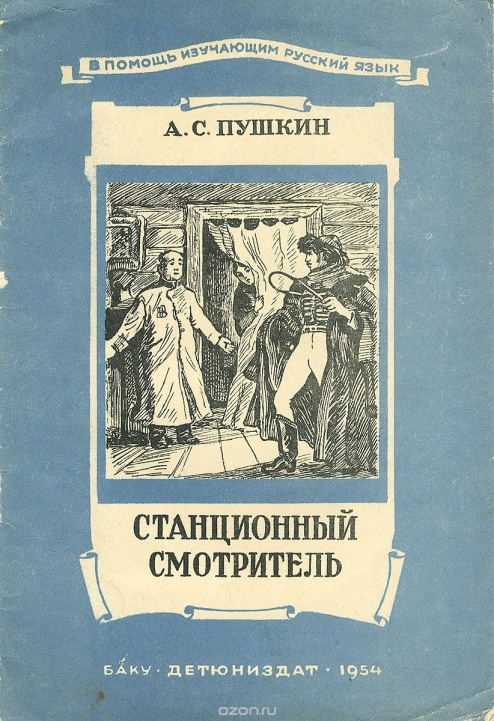 В ПОМОЩЬ ИЗУЧАЮЩИМ РУССКИЙ ЯЗЫК
А. С. ПУШКИН
СТАНЦИОННЫЙ
СМОТРИТЕЛЬ
БАКУ · ДЕТЮНИЗДАТ · 1954
ozon.ru